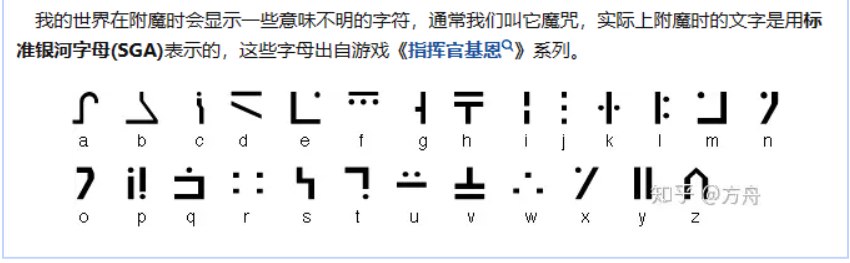 我的世界在附魔时会显示一些意味不明的字符，通常我们叫它魔咒，实际上附魔时的文字是用标
准银河字母(SGA)表示的，这些字母出自游戏《指挥官基恩》系列。
a b c d e f g h i j k l m n
o p q r s t u v w x y z
知乎 @方舟